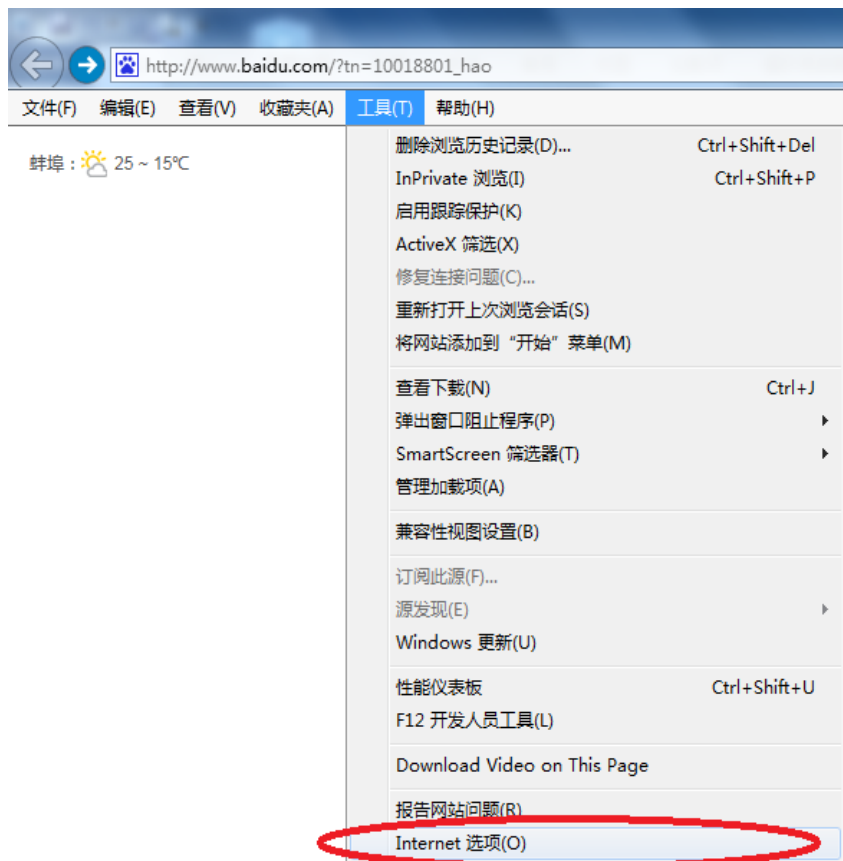 http://www.baidu.com/?tn=10018801_hao
文件(F) 编辑(E) 查看(V) 收藏夹(A) 工具(T) 帮助(H)
蚌埠： 25 ~ 15℃
删除浏览历史记录(D)... Ctrl+Shift+Del
InPrivate 浏览(I) Ctrl+Shift+P
启用跟踪保护(K)
ActiveX 筛选(X)
修复连接问题(C)...
重新打开上次浏览会话(S)
将网站添加到“开始”菜单(M)
查看下载(N) Ctrl+J
弹出窗口阻止程序(P)
SmartScreen 筛选器(T)
管理加载项(A)
兼容性视图设置(B)
订阅此源(F)...
源发现(E)
Windows 更新(U)
性能仪表板 Ctrl+Shift+U
F12 开发人员工具(L)
Download Video on This Page
报告网站问题(R)
Internet 选项(O)